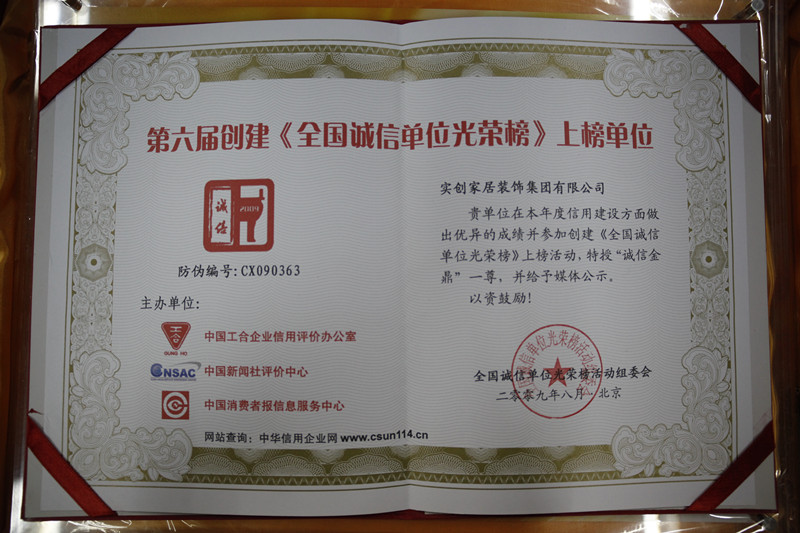 第六届创建《全国诚信单位光荣榜》上榜单位
诚信
2009
防伪编号:CX090363
主办单位:
工合
GUNG HO
中国工合企业信用评价办公室
CNSAC
中国新闻社评价中心
中国消费者报信息服务中心
网站查询:中华信用企业网 www.csun114.cn
实创家居装饰集团有限公司
贵单位在本年度信用建设方面做
出优异的成绩并参加创建《全国诚信
单位光荣榜》上榜活动,特授“诚信金
鼎”一尊,并给予媒体公示。
以资鼓励!
全国诚信单位光荣榜活动组委会
二零零九年八月·北京